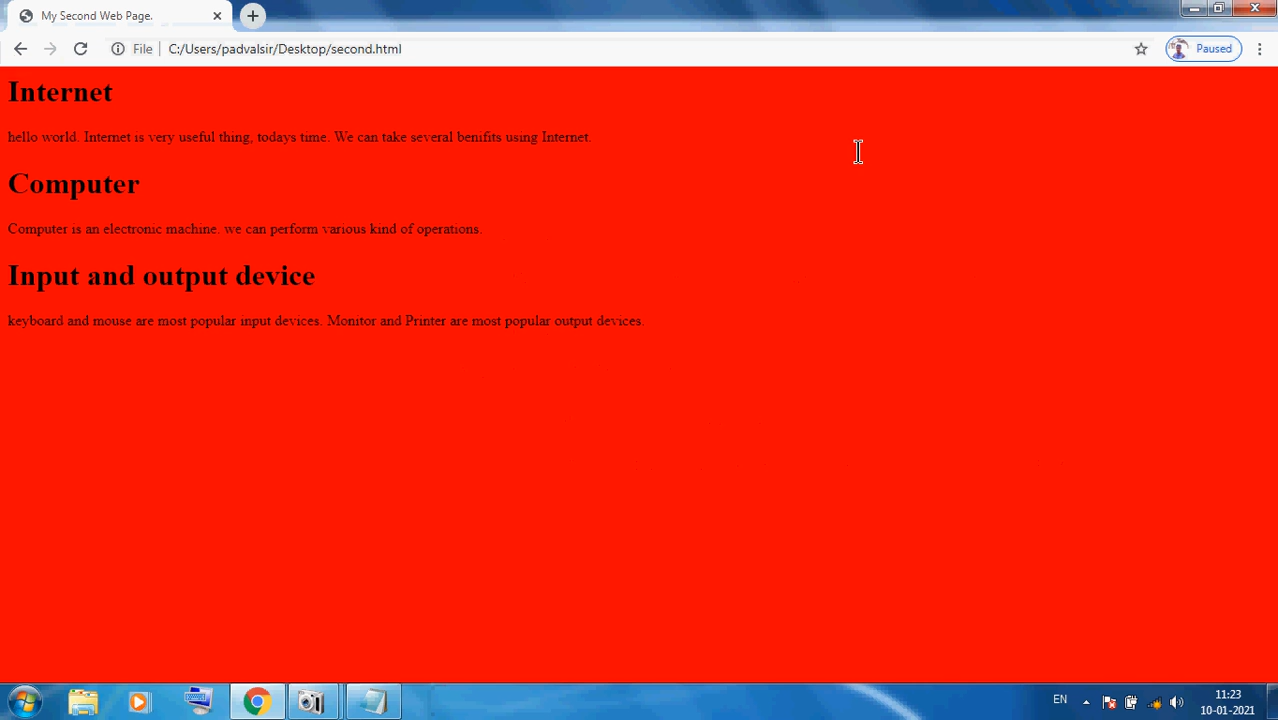 My Second Web Page.
File C:/Users/padvalsir/Desktop/second.html
Paused
Internet
hello world. Internet is very useful thing, todays time. We can take several benifits using Internet.
Computer
Computer is an electronic machine. we can perform various kind of operations.
Input and output device
keyboard and mouse are most popular input devices. Monitor and Printer are most popular output devices.
EN
11:23
10-01-2021